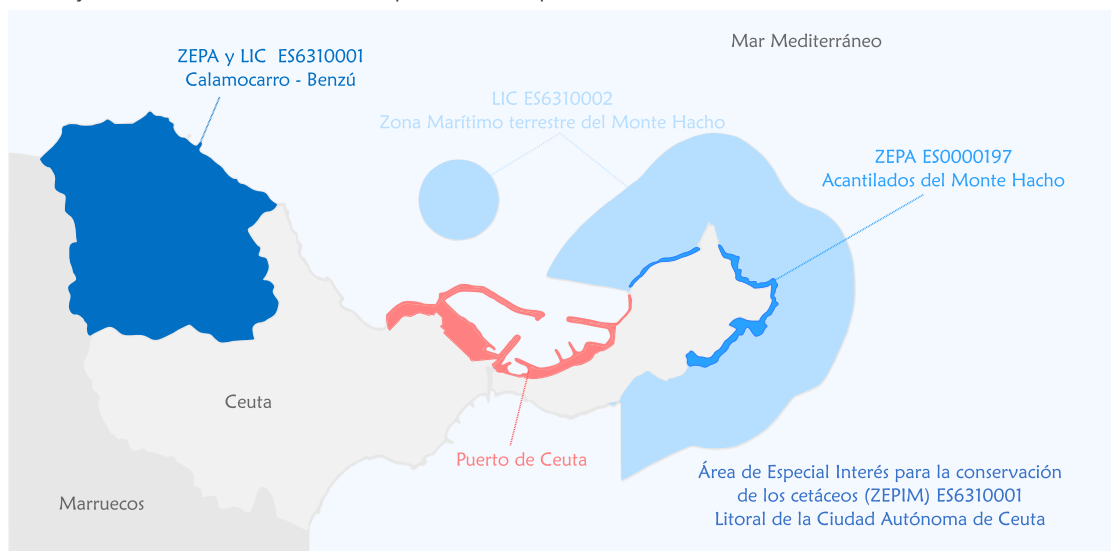 Mar Mediterráneo
ZEPA y LIC ES6310001
Calamocarro - Benzú
LIC ES6310002
Zona Marítimo terrestre del Monte Hacho
ZEPA ES0000197
Acantilados del Monte Hacho
Ceuta
Puerto de Ceuta
Marruecos
Área de Especial Interés para la conservación
de los cetáceos (ZEPIM) ES6310001
Litoral de la Ciudad Autónoma de Ceuta